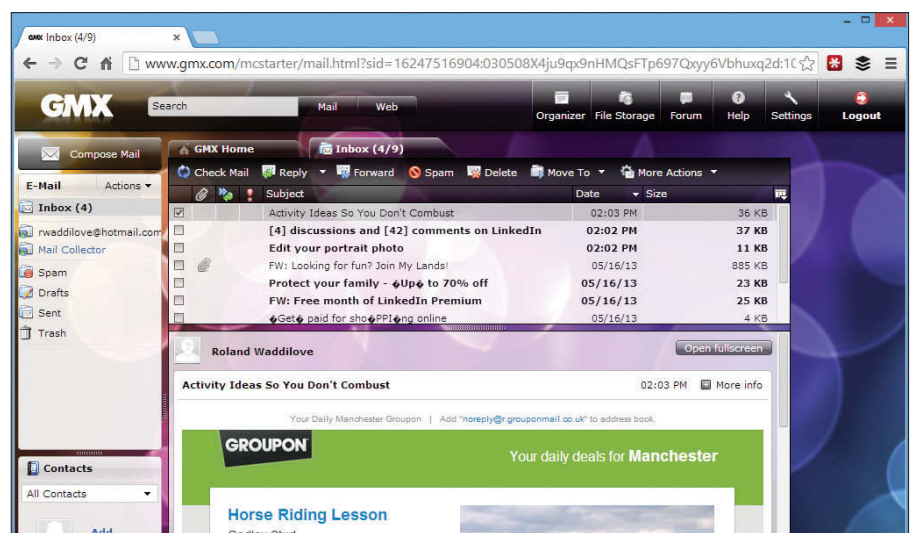 GMX Inbox (4/9)
www.gmx.com/mcstarter/mail.html?sid=16247516904:030508X4ju9qx9nHMQsFTp697Qxyy6Vbhuxq2d:1
GMX
Search
Mail Web
Organizer File Storage Forum Help Settings Logout
Compose Mail
GMX Home Inbox (4/9)
Check Mail Reply Forward Spam Delete Move To More Actions
E-Mail Actions
Subject Date Size
Inbox (4)
rwaddilove@hotmail.com
Mail Collector
Spam
Drafts
Sent
Trash
Activity Ideas So You Don't Combust 02:03 PM 36 KB
[4] discussions and [42] comments on LinkedIn 02:02 PM 37 KB
Edit your portrait photo 02:02 PM 11 KB
FW: Looking for fun? Join My Lands! 05/16/13 885 KB
Protect your family - �Up� to 70% off 05/16/13 23 KB
FW: Free month of LinkedIn Premium 05/16/13 25 KB
�Get� paid for sho�PPI�ng online 05/16/13 4 KB
Roland Waddilove Open fullscreen
Activity Ideas So You Don't Combust 02:03 PM More info
Your Daily Manchester Groupon | Add "noreply@r.grouponmail.co.uk" to address book.
GROUPON
Your daily deals for Manchester
Contacts
All Contacts
Add
Horse Riding Lesson